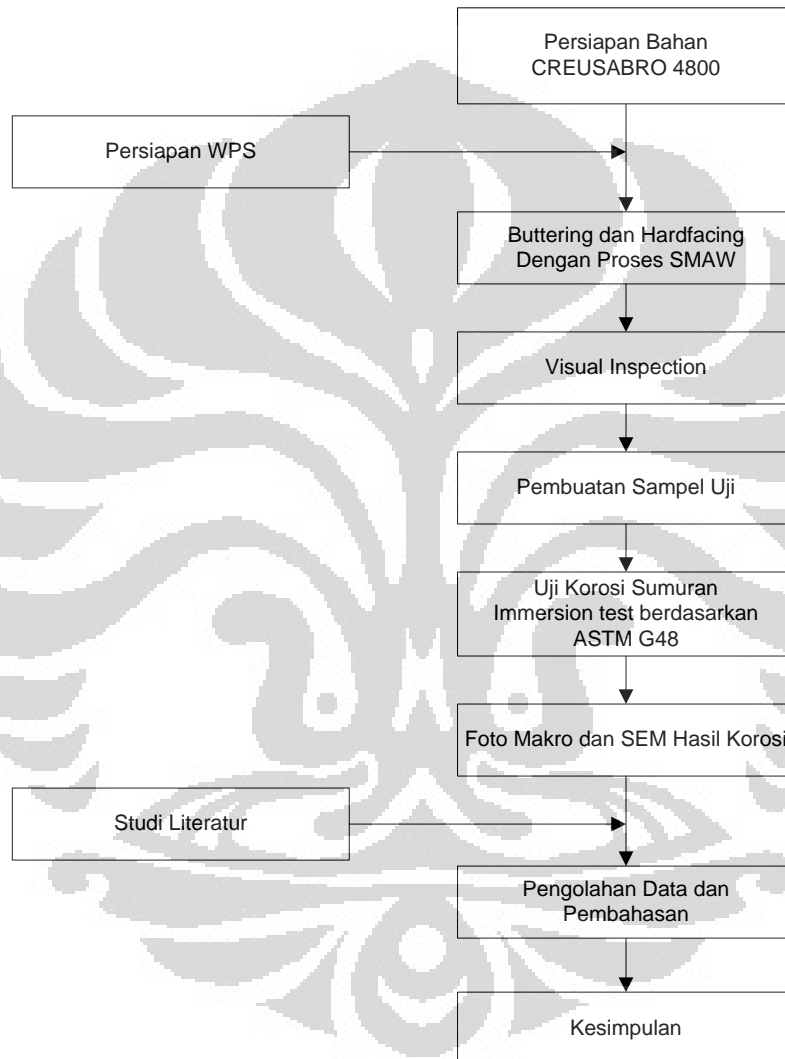 Persiapan Bahan
CREUSABRO 4800
Persiapan WPS
Buttering dan Hardfacing
Dengan Proses SMAW
Visual Inspection
Pembuatan Sampel Uji
Uji Korosi Sumuran
Immersion test berdasarkan
ASTM G48
Foto Makro dan SEM Hasil Korosi
Studi Literatur
Pengolahan Data dan
Pembahasan
Kesimpulan